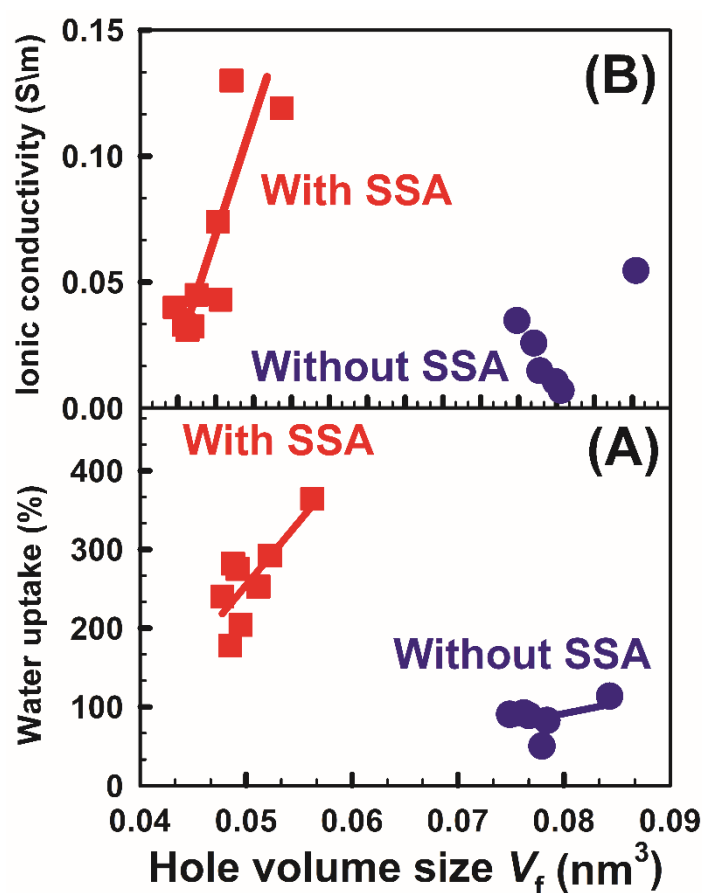 0.15
(B)
Ionic conductivity (S\m)
With SSA
0.10
0.05
Without SSA
0.00
With SSA
(A)
400
Water uptake (%)
300
200
Without SSA
100
0
0.04 0.05 0.06 0.07 0.08 0.09
Hole volume size Vf (nm³)